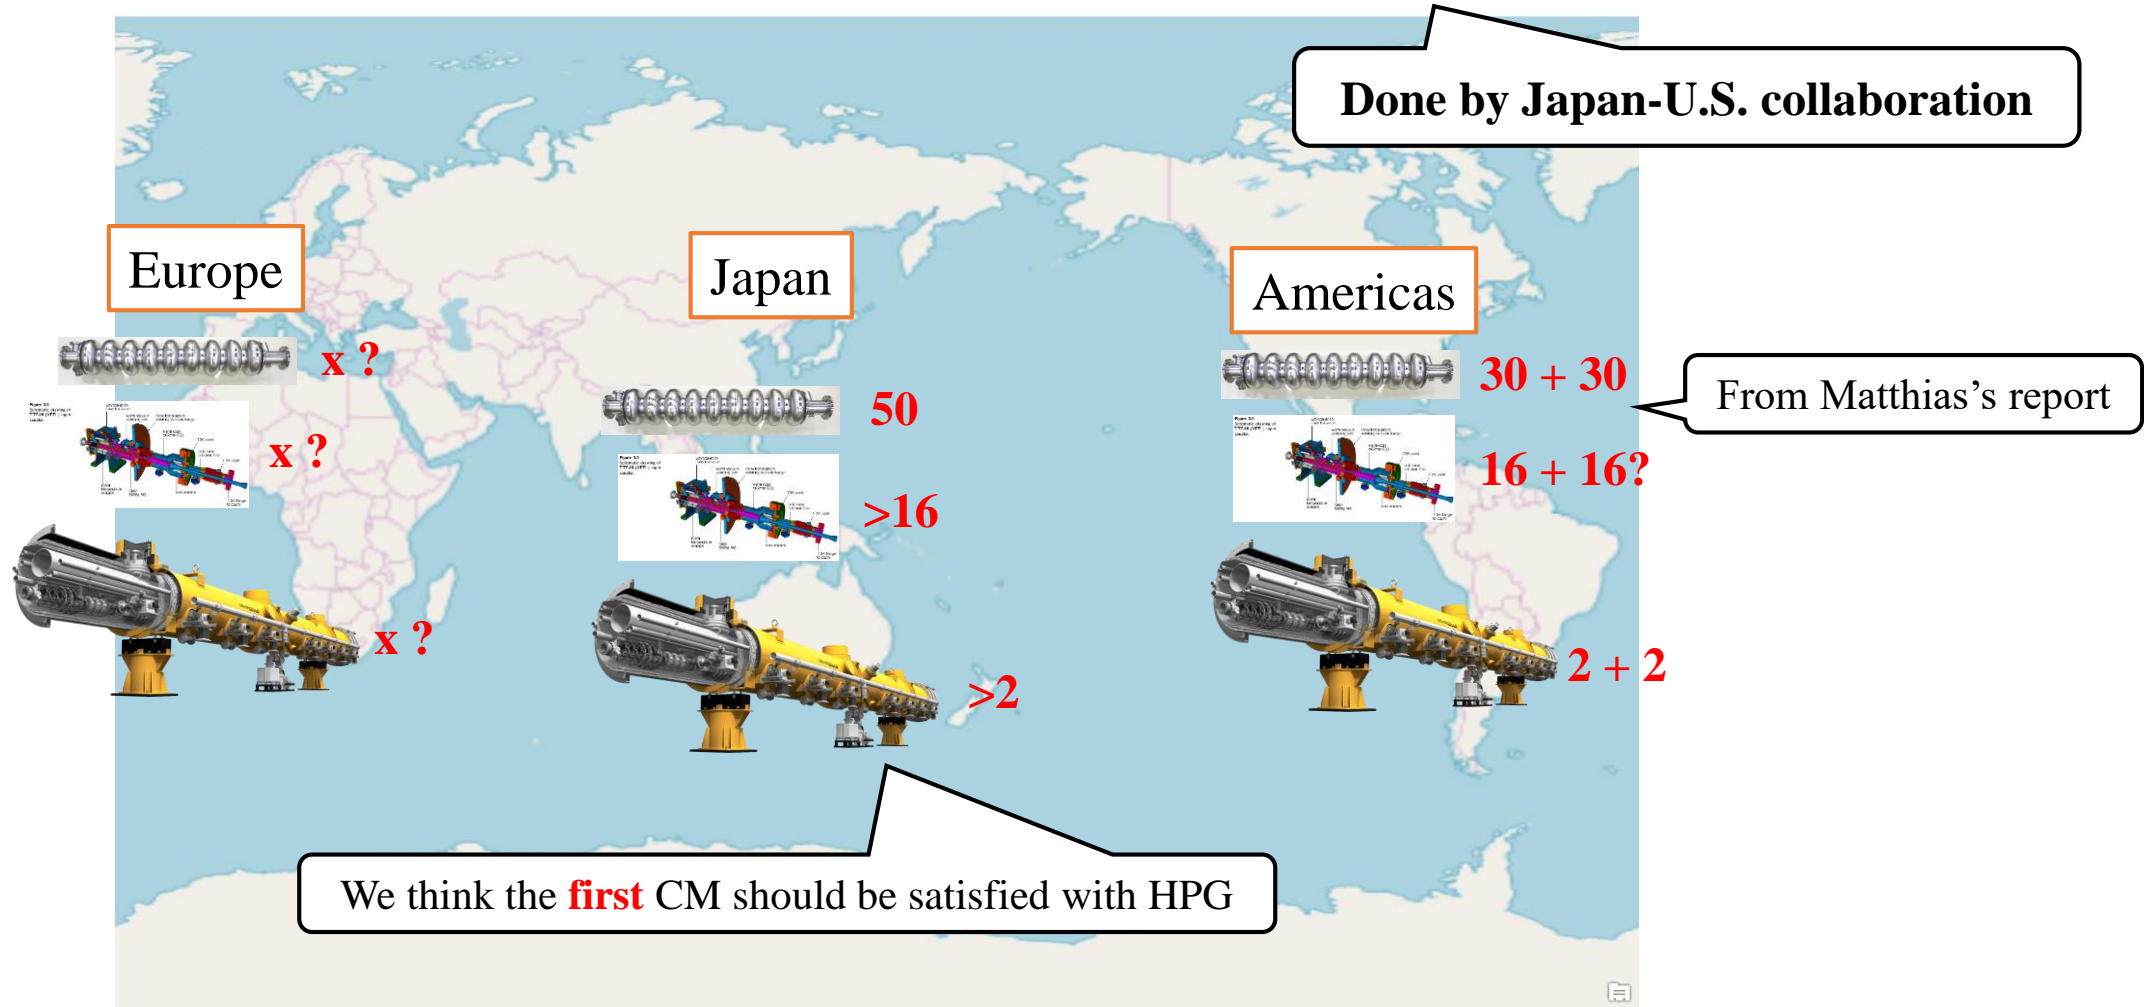 Done by Japan-U.S. collaboration
Europe
x ?
x ?
x ?
Japan
50
>16
>2
Americas
30 + 30
16 + 16?
2 + 2
From Matthias’s report
We think the first CM should be satisfied with HPG